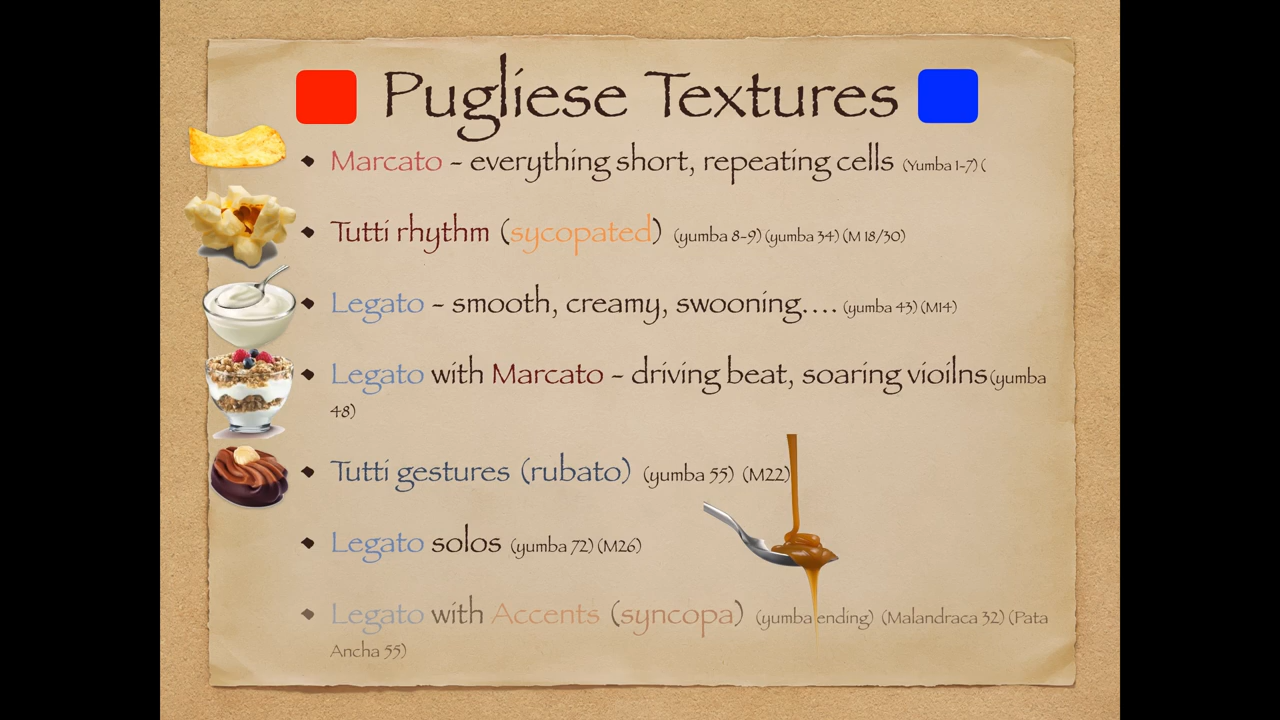 Pugliese Textures
Marcato - everything short, repeating cells (Yumba 1-7) (
Tutti rhythm (sycopated) (yumba 8-9) (yumba 34) (M 18/30)
Legato - smooth, creamy, swooning.... (yumba 43) (M14)
Legato with Marcato - driving beat, soaring vioilns (yumba
48)
Tutti gestures (rubato) (yumba 55) (M22)
Legato solos (yumba 72) (M26)
Legato with Accents (syncopa) (yumba ending) (Malandraca 32) (Pata
Ancha 55)